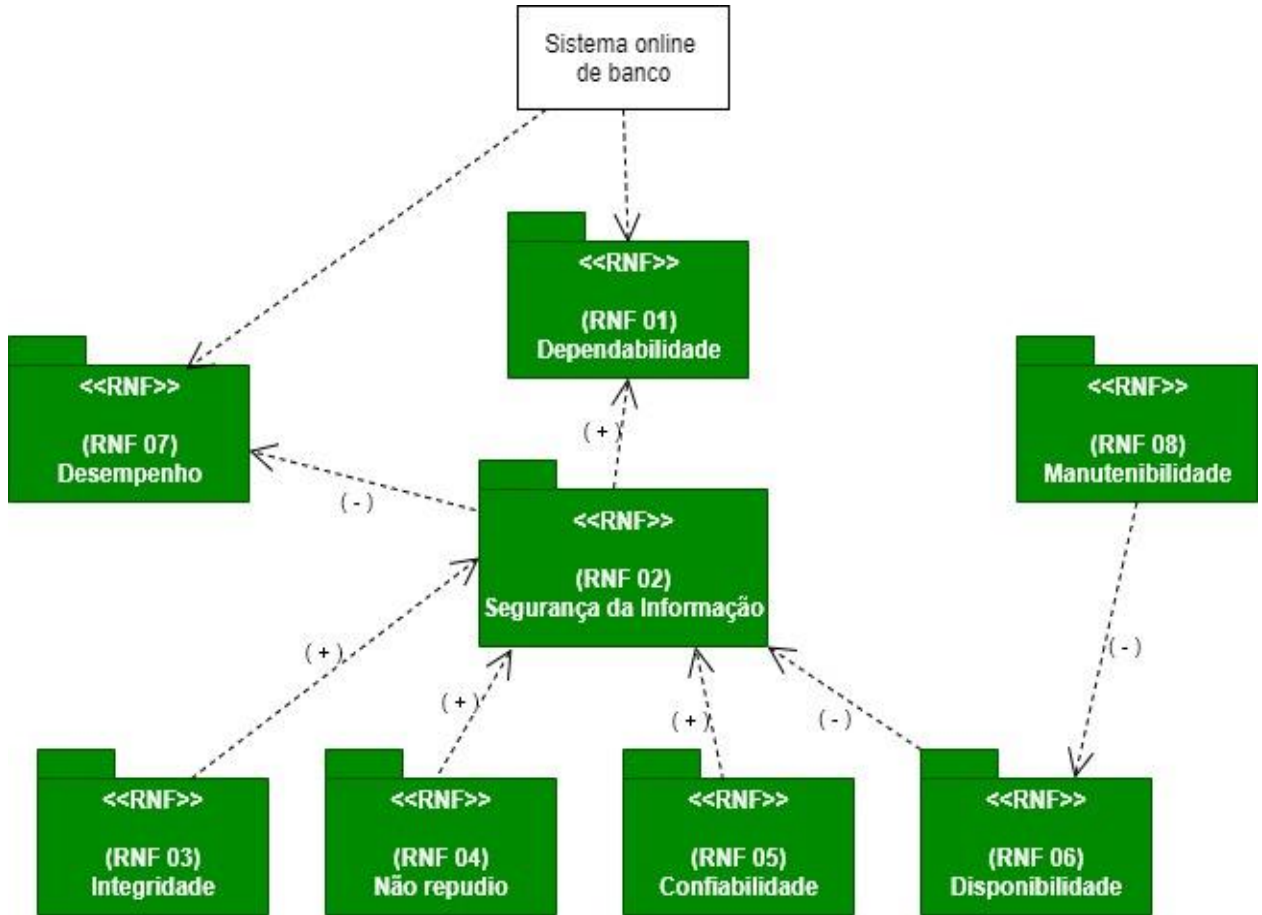 Sistema online
de banco
<<RNF>>
(RNF 01)
Dependabilidade
<<RNF>>
(RNF 07)
Desempenho
<<RNF>>
(RNF 08)
Manutenibilidade
( + )
( - )
<<RNF>>
(RNF 02)
Segurança da Informação
( + )
( + )
( + )
( - )
( - )
<<RNF>>
(RNF 03)
Integridade
<<RNF>>
(RNF 04)
Não repudio
<<RNF>>
(RNF 05)
Confiabilidade
<<RNF>>
(RNF 06)
Disponibilidade